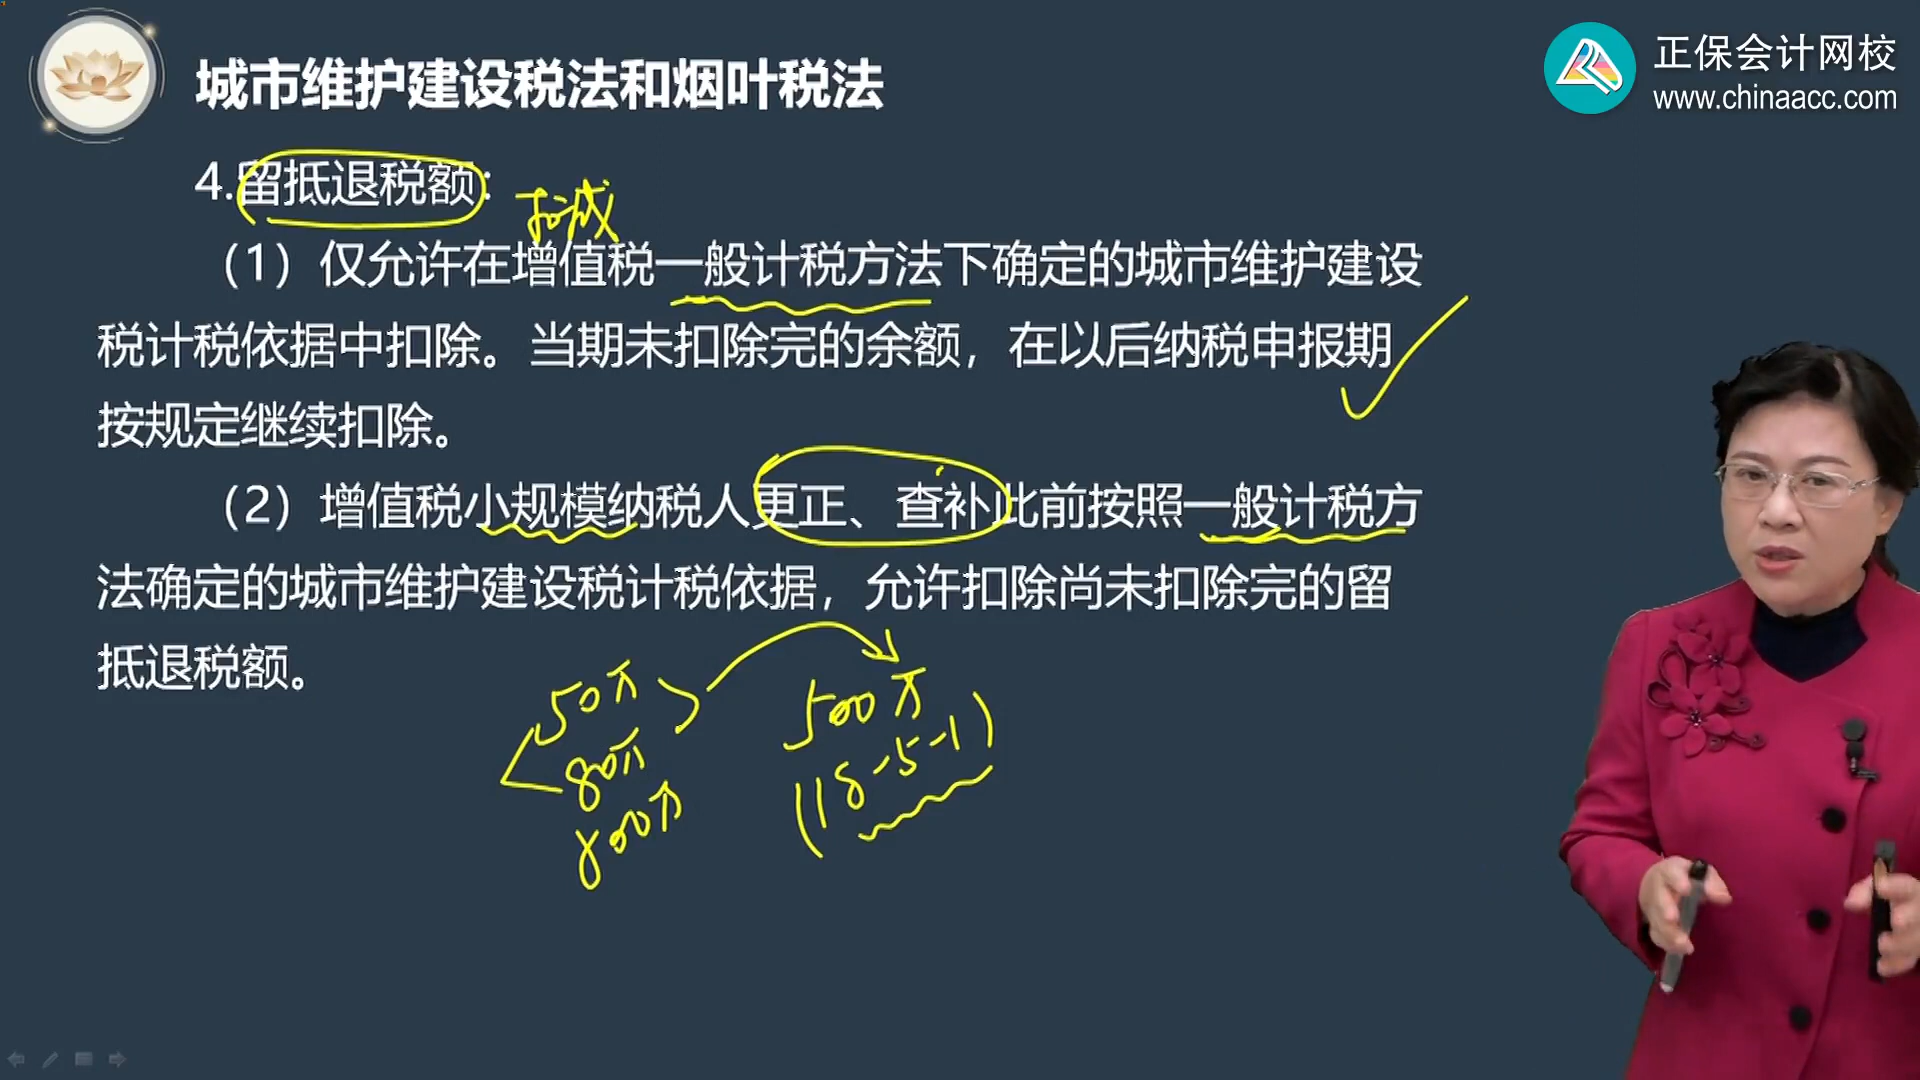 城市维护建设税法和烟叶税法
正保会计网校
www.chinaacc.com
4.留抵退税额：
扣减
（1）仅允许在增值税一般计税方法下确定的城市维护建设
税计税依据中扣除。当期未扣除完的余额，在以后纳税申报期
按规定继续扣除。
（2）增值税小规模纳税人更正、查补此前按照一般计税方
法确定的城市维护建设税计税依据，允许扣除尚未扣除完的留
抵退税额。
50万
80万
800万
500万
(18-5-1)